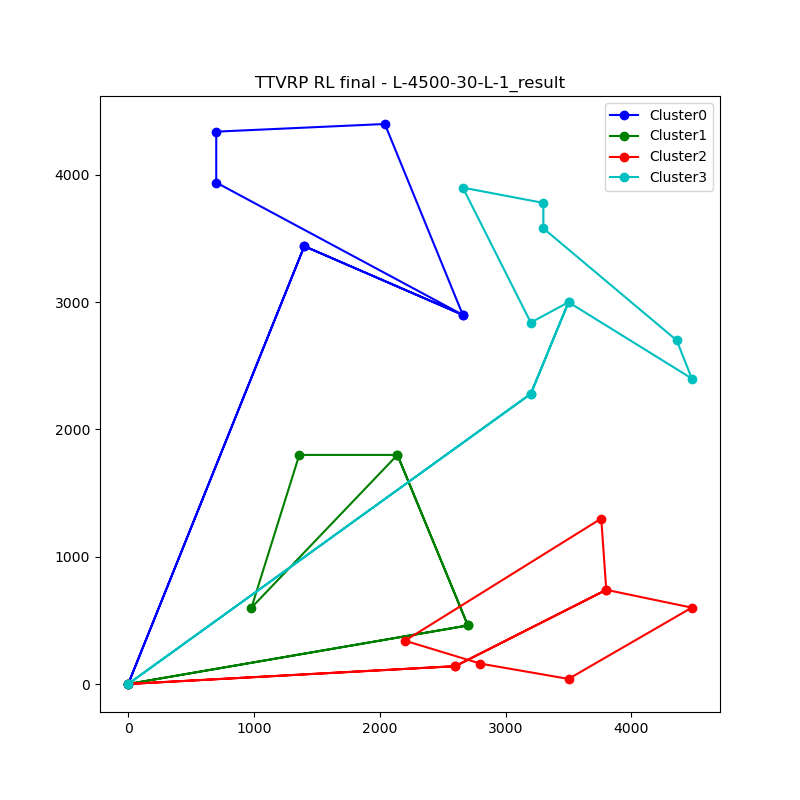 TTVRP RL final - L-4500-30-L-1_result
Cluster0
Cluster1
Cluster2
Cluster3
4000
3000
2000
1000
0
0 1000 2000 3000 4000